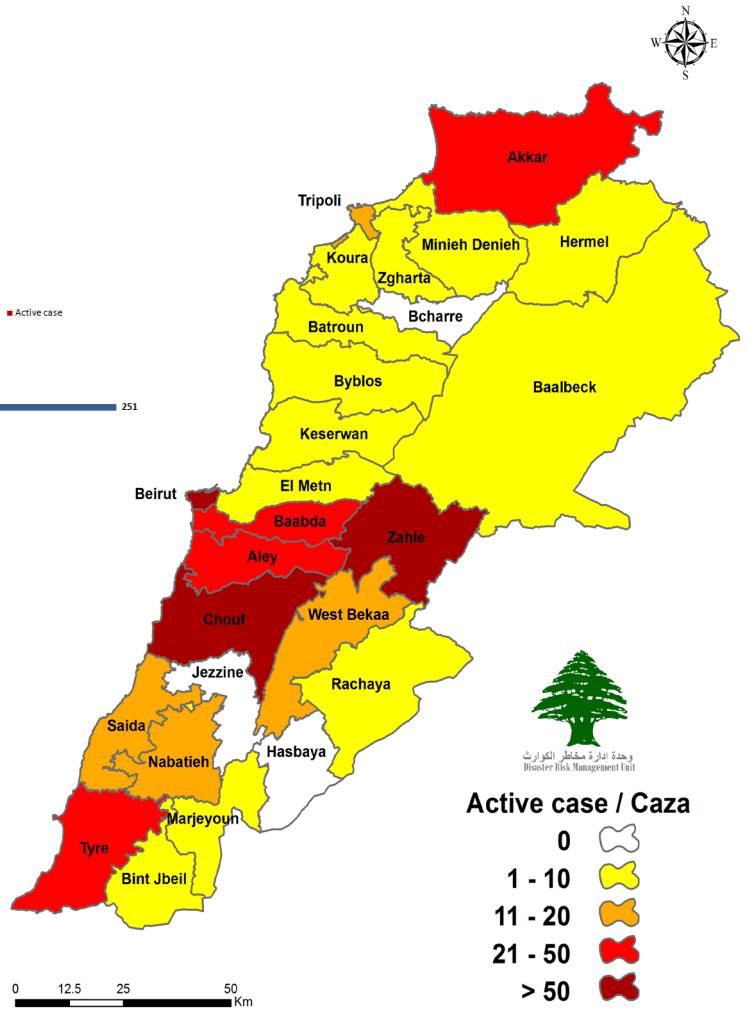 N
W E
S
Akkar
Tripoli
Minieh Denieh
Hermel
Koura
Zgharta
Active case
Bcharre
Batroun
Byblos
Baalbeck
251
Keserwan
El Metn
Beirut
Baabda
Zahle
Aley
Chouf
West Bekaa
Jezzine
Rachaya
Saida
Hasbaya
Nabatieh
وحدة إدارة مخاطر الكوارث
Disaster Risk Management Unit
Active case / Caza
Marjeyoun
0
Tyre
Bint Jbeil
1 - 10
11 - 20
21 - 50
> 50
0 12.5 25 50
Km